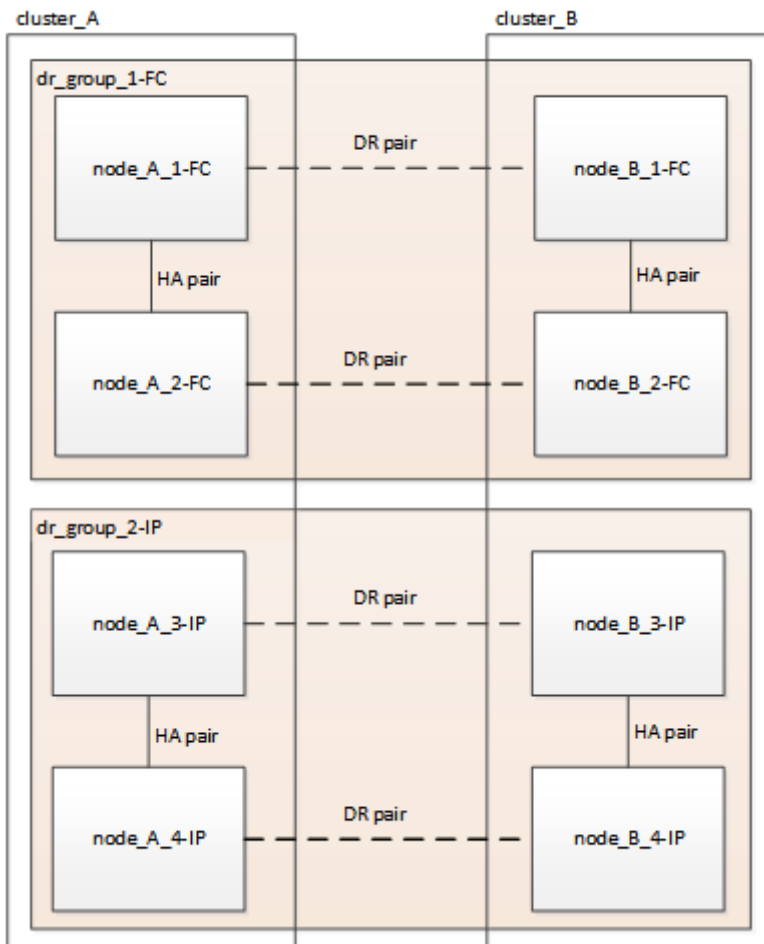 cluster_A
cluster_B
dr_group_1-FC
DR pair
node_A_1-FC
node_B_1-FC
HA pair
HA pair
DR pair
node_A_2-FC
node_B_2-FC
dr_group_2-IP
DR pair
node_A_3-IP
node_B_3-IP
HA pair
HA pair
DR pair
node_A_4-IP
node_B_4-IP